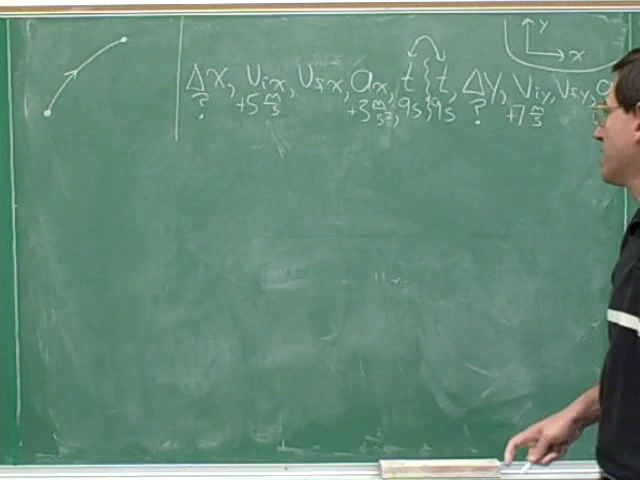 Y
X
ΔX, Vix, Vfx, ax, t } t, ΔY, Viy, Vfy, a
? +5 m/s +3 m/s², 9s } 9s ? +7 m/s